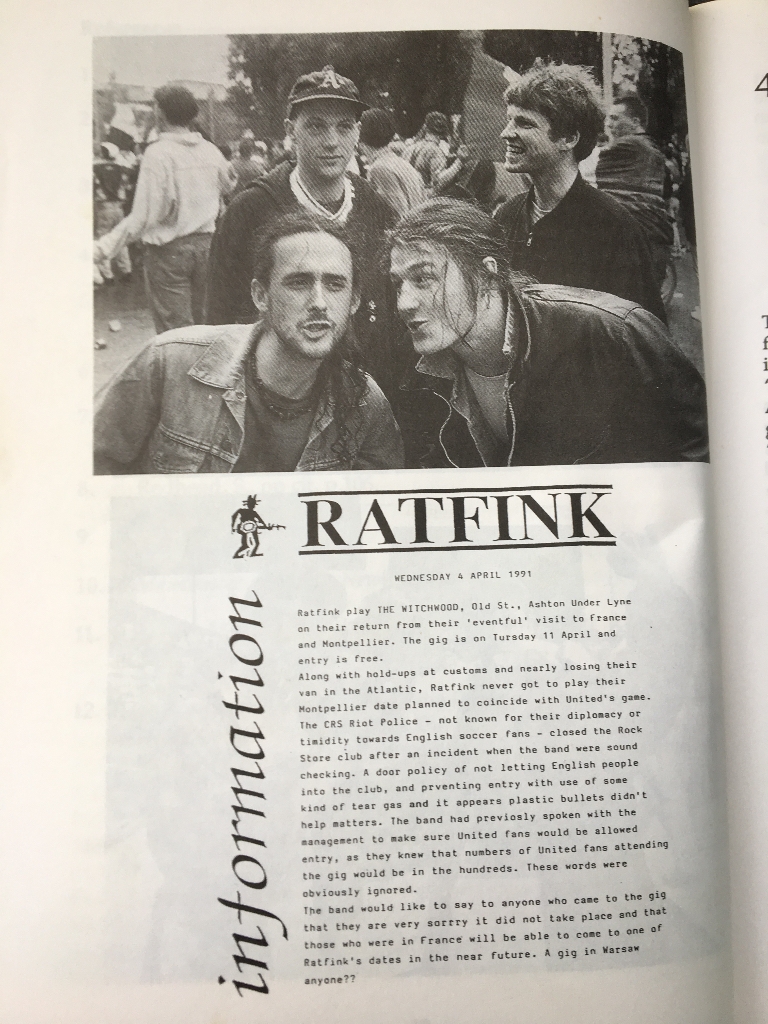 A
RATFINK
WEDNESDAY 4 APRIL 1991
information
Ratfink play THE WITCHWOOD, Old St., Ashton Under Lyne
on their return from their 'eventful' visit to France
and Montpellier. The gig is on Tursday 11 April and
entry is free.
Along with hold-ups at customs and nearly losing their
van in the Atlantic, Ratfink never got to play their
Montpellier date planned to coincide with United's game.
The CRS Riot Police - not known for their diplomacy or
timidity towards English soccer fans - closed the Rock
Store club after an incident when the band were sound
checking. A door policy of not letting English people
into the club, and prventing entry with use of some
kind of tear gas and it appears plastic bullets didn't
help matters. The band had previosly spoken with the
management to make sure United fans would be allowed
entry, as they knew that numbers of United fans attending
the gig would be in the hundreds. These words were
obviously ignored.
The band would like to say to anyone who came to the gig
that they are very sorrry it did not take place and that
those who were in France will be able to come to one of
Ratfink's dates in the near future. A gig in Warsaw
anyone??